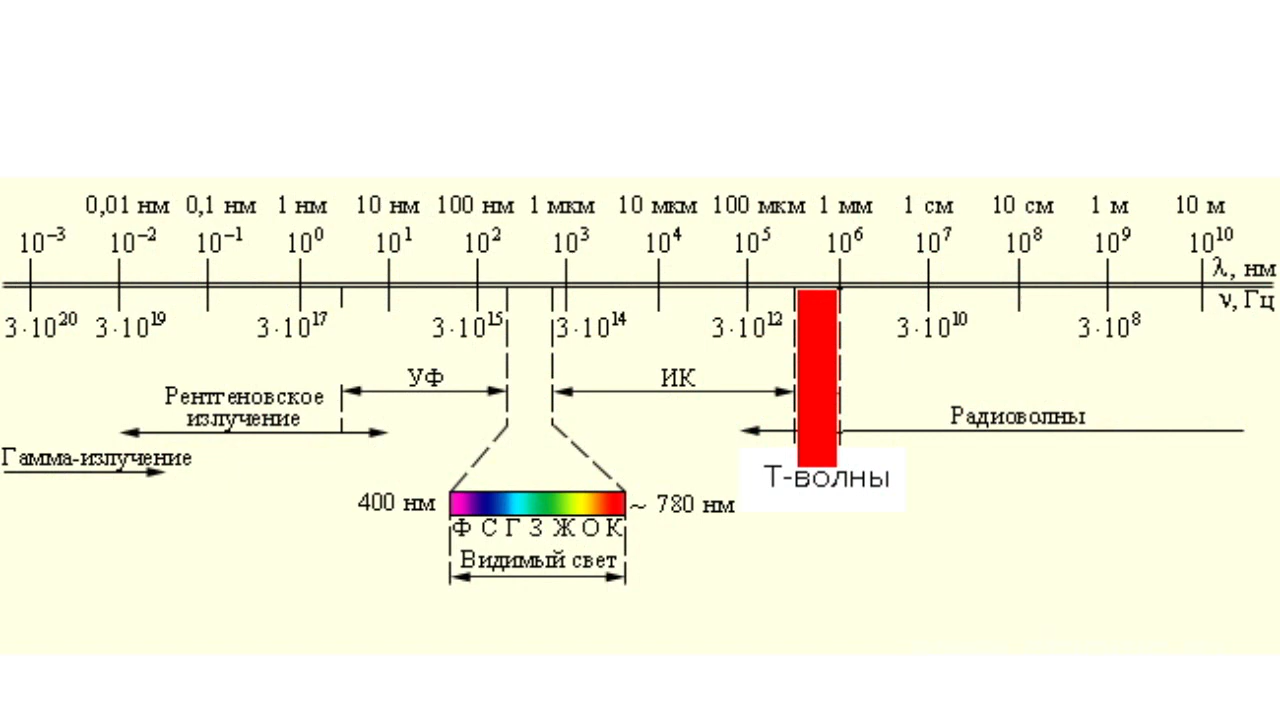 0,01 нм 0,1 нм 1 нм 10 нм 100 нм 1 мкм 10 мкм 100 мкм 1 мм 1 см 10 см 1 м 10 м
10⁻³ 10⁻² 10⁻¹ 10⁰ 10¹ 10² 10³ 10⁴ 10⁵ 10⁶ 10⁷ 10⁸ 10⁹ 10¹⁰
λ, нм
ν, Гц
3·10²⁰ 3·10¹⁹ 3·10¹⁷ 3·10¹⁵ 3·10¹⁴ 3·10¹² 3·10¹⁰ 3·10⁸
УФ ИК
Рентгеновское
излучение
Радиоволны
Гамма-излучение
Т-волны
400 нм ~ 780 нм
Ф С Г З Ж О К
Видимый свет